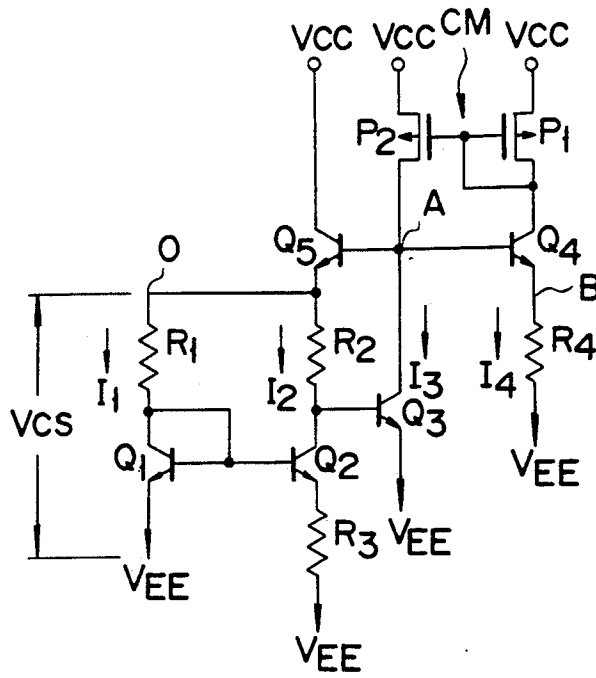 CM
VCC VCC VCC
P2 P1
A
Q5 Q4
O B
R1 R2 R4
I1 I2 I3 I4
VCS
Q1 Q2 Q3
VEE
R3 VEE
VEE
VEE